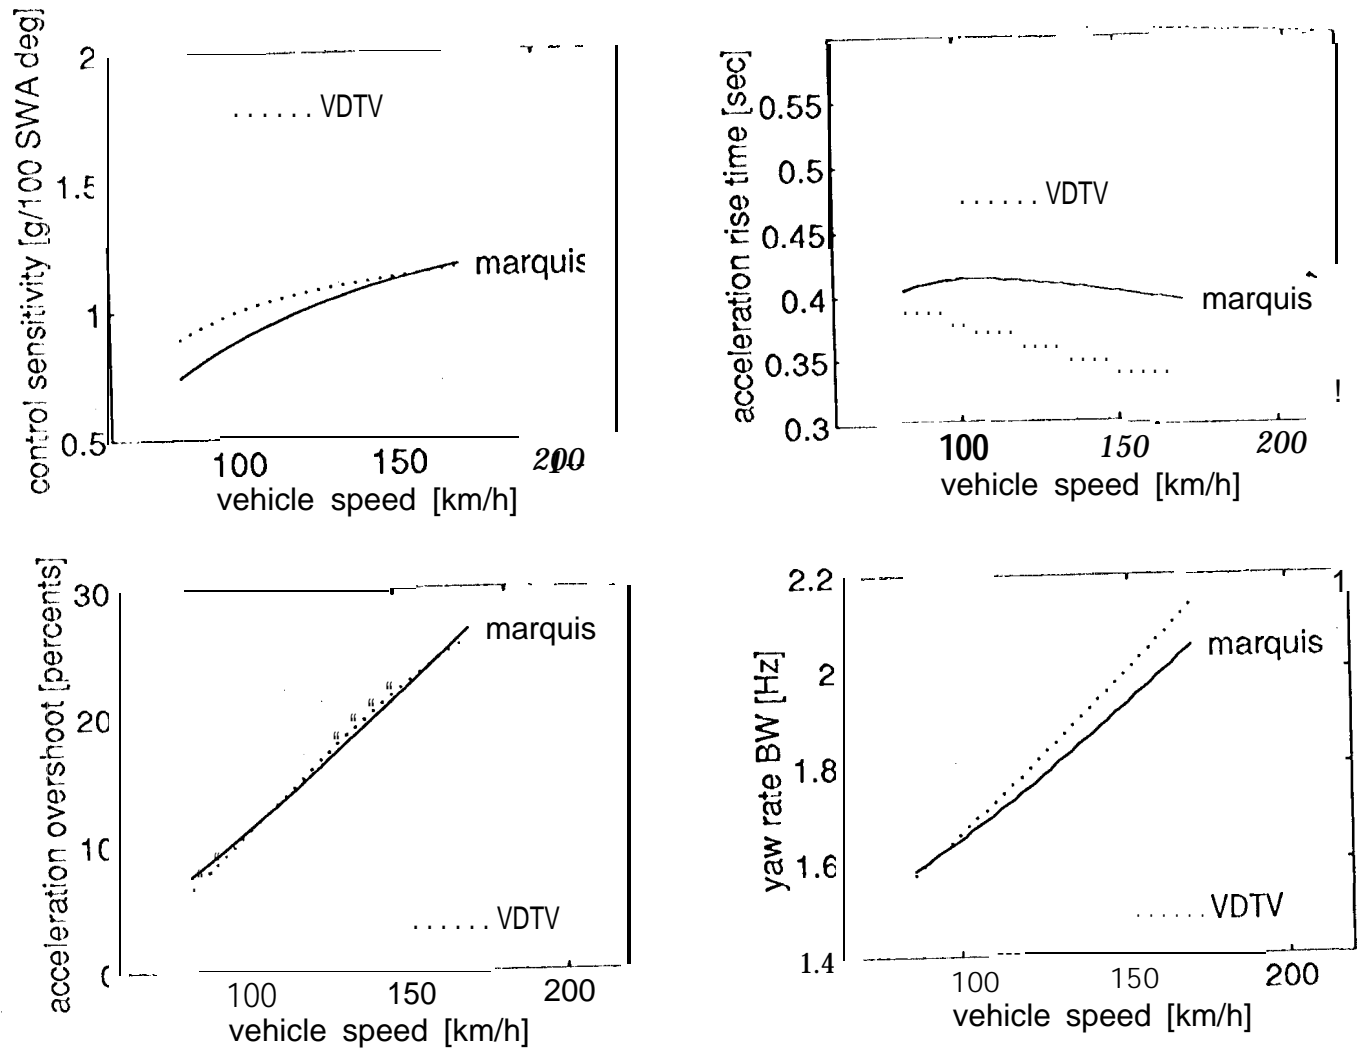 control sensitivity [g/100 SWA deg]
2
1.5
1
0.5
......VDTV
marquis
100 150 200
vehicle speed [km/h]
acceleration rise time [sec]
0.55
0.5
0.45
0.4
0.35
0.3
......VDTV
marquis
!
100 150 200
vehicle speed [km/h]
acceleration overshoot [percents]
30
20
10
0
marquis
......VDTV
100 150 200
vehicle speed [km/h]
yaw rate BW [Hz]
2.2
2
1.8
1.6
1.4
1
marquis
......VDTV
100 150 200
vehicle speed [km/h]